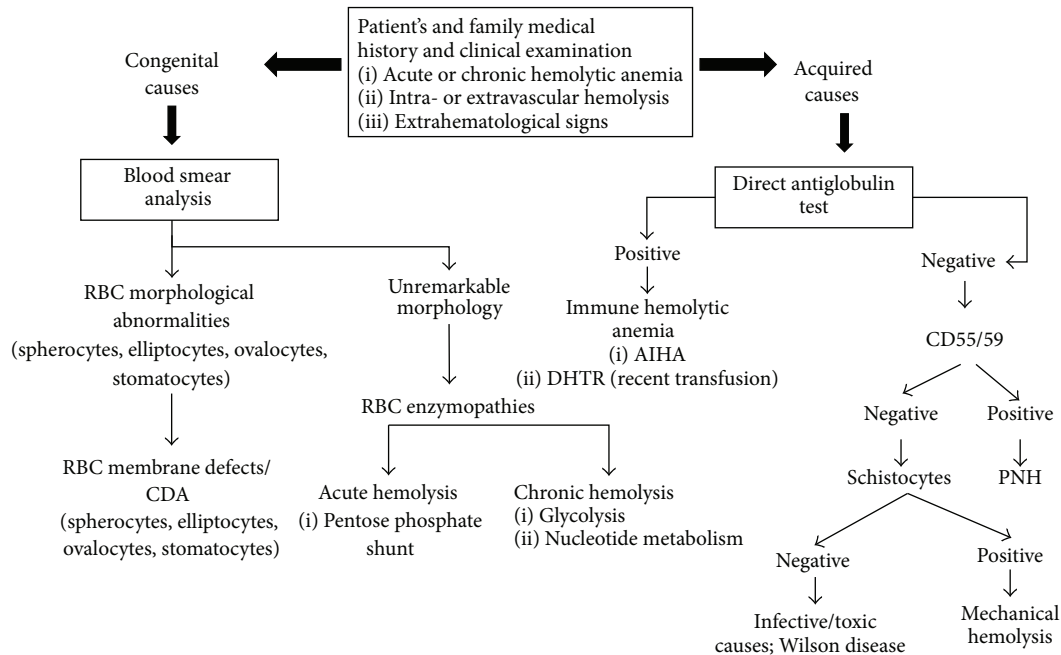 Patient's and family medical
history and clinical examination
(i) Acute or chronic hemolytic anemia
(ii) Intra- or extravascular hemolysis
(iii) Extrahematological signs
Congenital
causes
Acquired
causes
Blood smear
analysis
Direct antiglobulin
test
RBC morphological
abnormalities
(spherocytes, elliptocytes, ovalocytes,
stomatocytes)
Unremarkable
morphology
Positive
Immune hemolytic
anemia
(i) AIHA
(ii) DHTR (recent transfusion)
Negative
CD55/59
Negative
Positive
Schistocytes
PNH
RBC enzymopathies
RBC membrane defects/
CDA
(spherocytes, elliptocytes,
ovalocytes, stomatocytes)
Acute hemolysis
(i) Pentose phosphate
shunt
Chronic hemolysis
(i) Glycolysis
(ii) Nucleotide metabolism
Negative
Positive
Infective/toxic
causes; Wilson disease
Mechanical
hemolysis